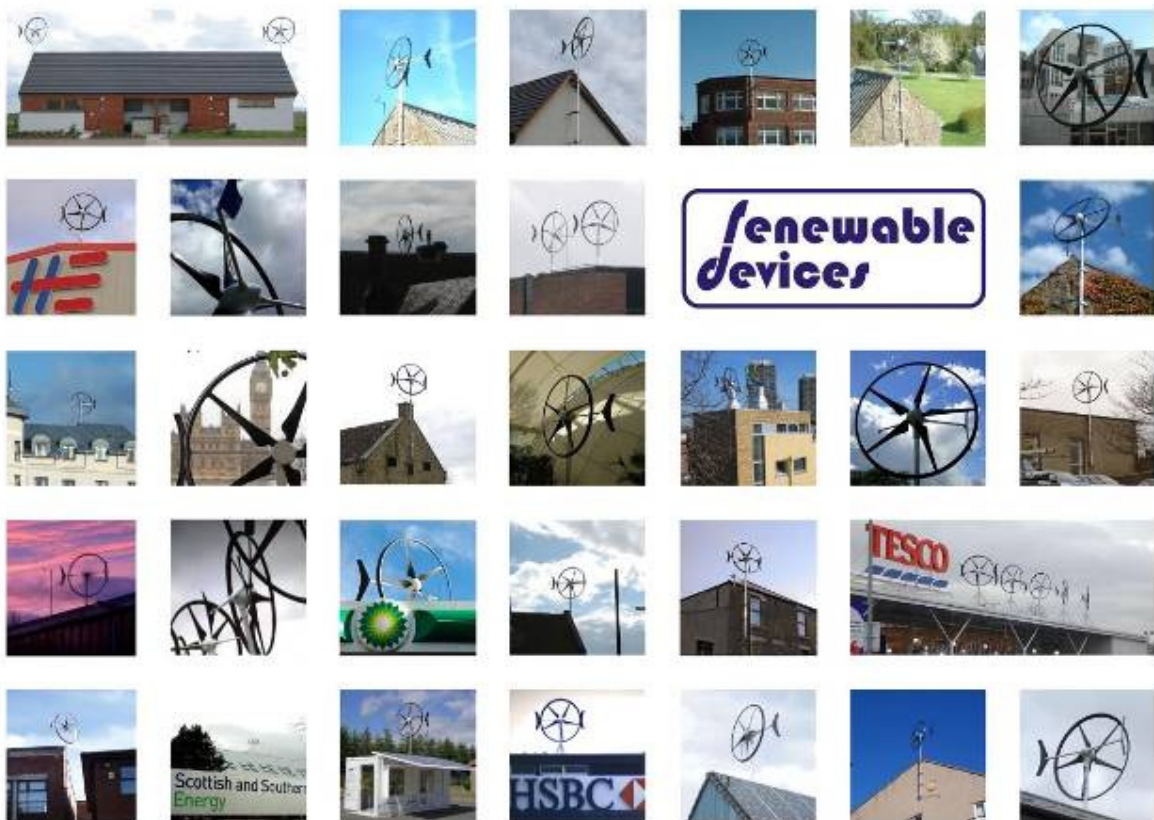 renewable
devices
TESCO
Scottish and Southern
Energy
HSBC